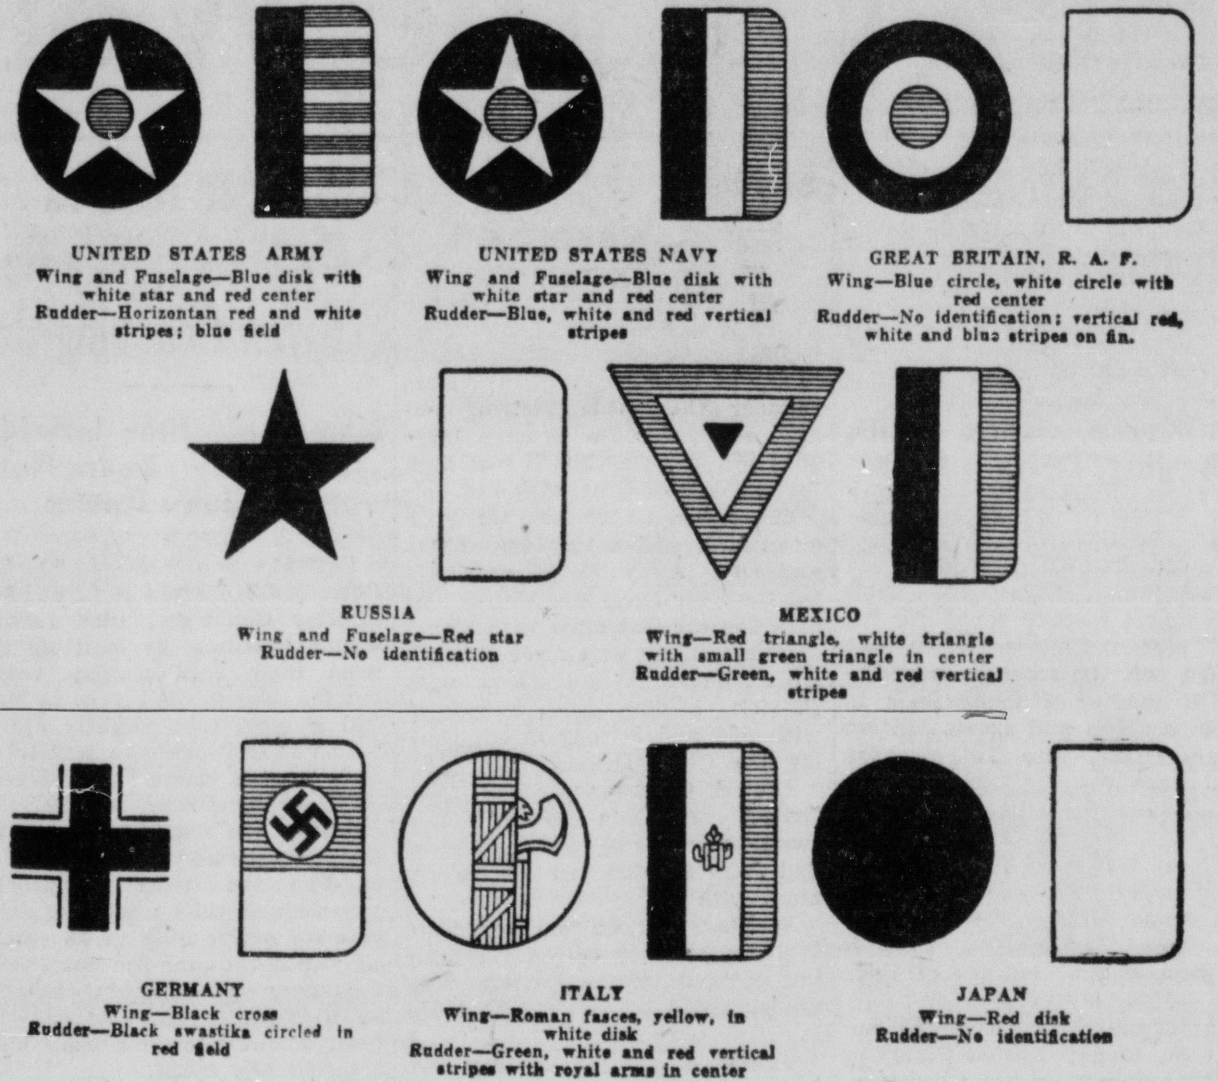 UNITED STATES ARMY
Wing and Fuselage—Blue disk with
white star and red center
Rudder—Horizontan red and white
stripes; blue field
UNITED STATES NAVY
Wing and Fuselage—Blue disk with
white star and red center
Rudder—Blue, white and red vertical
stripes
GREAT BRITAIN, R. A. F.
Wing—Blue circle, white circle with
red center
Rudder—No identification; vertical red,
white and blue stripes on fin.
RUSSIA
Wing and Fuselage—Red star
Rudder—No identification
MEXICO
Wing—Red triangle, white triangle
with small green triangle in center
Rudder—Green, white and red vertical
stripes
GERMANY
Wing—Black cross
Rudder—Black swastika circled in
red field
ITALY
Wing—Roman fasces, yellow, in
white disk
Rudder—Green, white and red vertical
stripes with royal arms in center
JAPAN
Wing—Red disk
Rudder—No identification